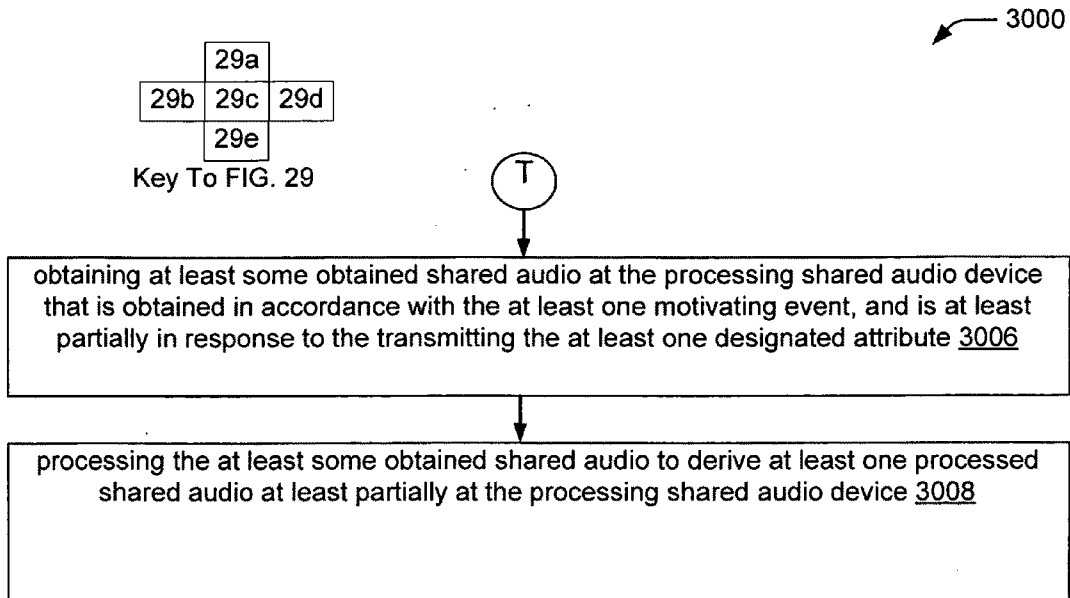 3000
29a
29b 29c 29d
29e
Key To FIG. 29
T
obtaining at least some obtained shared audio at the processing shared audio device
that is obtained in accordance with the at least one motivating event, and is at least
partially in response to the transmitting the at least one designated attribute 3006
processing the at least some obtained shared audio to derive at least one processed
shared audio at least partially at the processing shared audio device 3008